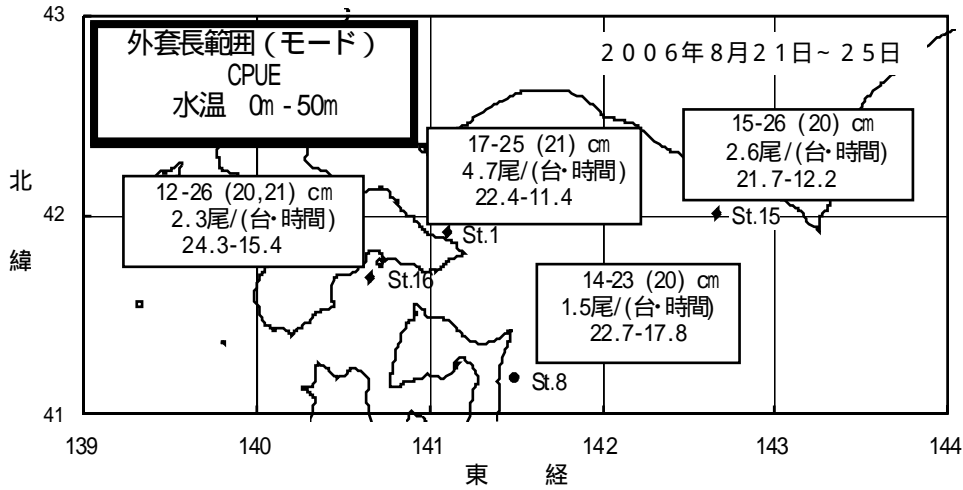 43
外套長範囲(モード)
CPUE
水温 0m-50m
2006年8月21日~25日
17-25 (21) cm
4.7尾/(台・時間)
22.4-11.4
15-26 (20) cm
2.6尾/(台・時間)
21.7-12.2
12-26 (20,21) cm
2.3尾/(台・時間)
24.3-15.4
北
緯
42
St.1
St.15
St.16
14-23 (20) cm
1.5尾/(台・時間)
22.7-17.8
St.8
41
139 140 141 142 143 144
東 経